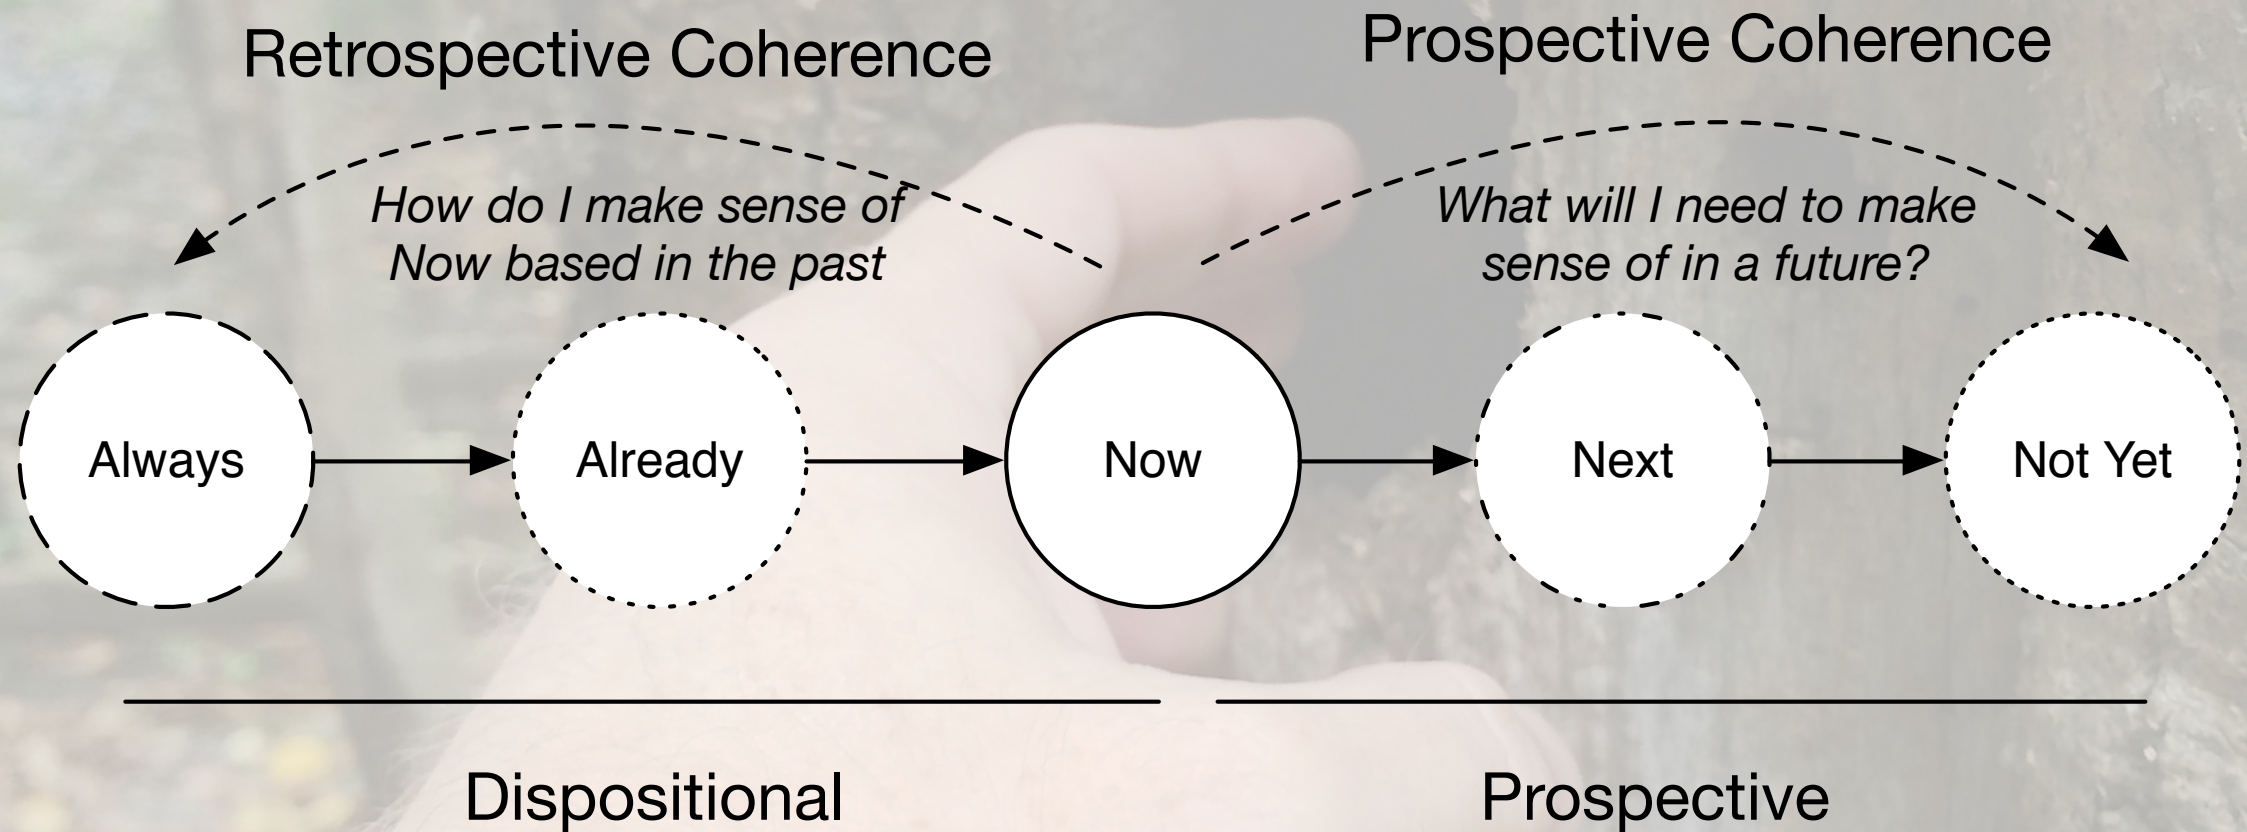 Retrospective Coherence
Prospective Coherence
How do I make sense of
Now based in the past
What will I need to make
sense of in a future?
Always
Already
Now
Next
Not Yet
Dispositional
Prospective